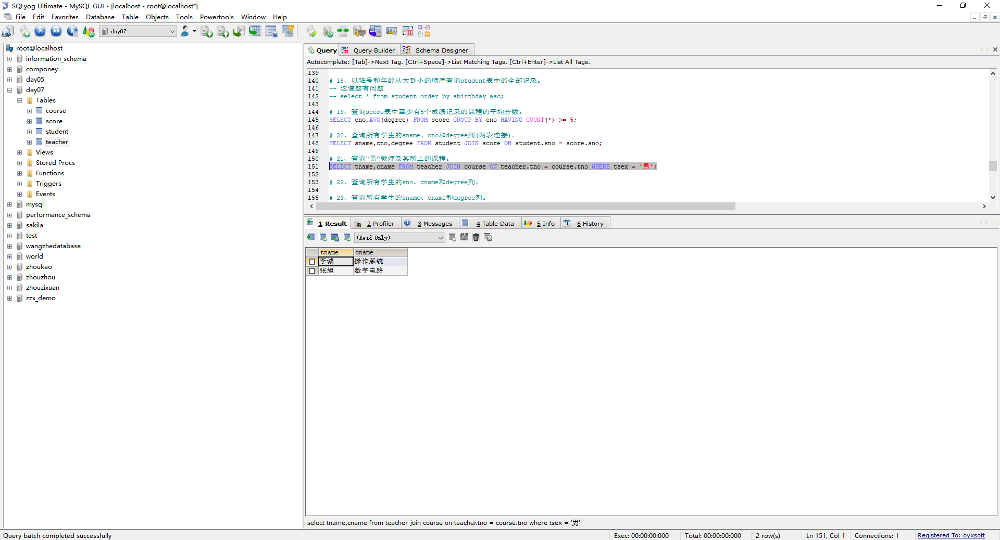 SQLyog Ultimate - MySQL GUI - [localhost - root@localhost*]
File Edit Favorites Database Table Objects Tools Powertools Window Help
day07
root@localhost
information_schema
componey
day05
day07
Tables
course
score
student
teacher
Views
Stored Procs
Functions
Triggers
Events
mysql
performance_schema
sakila
test
wangzhedatabase
world
zhoukao
zhouzhou
zhouzixuan
zzx_demo
Query Query Builder Schema Designer
Autocomplete: [Tab]->Next Tag. [Ctrl+Space]->List Matching Tags. [Ctrl+Enter]->List All Tags.
139
140 # 18、以班号和年龄从大到小的顺序查询student表中的全部记录。
141 -- 这道题有问题
142 -- select * from student order by sbirthday asc;
143
144 # 19、查询score表中至少有5个成绩记录的课程的平均分数。
145 SELECT cno,AVG(degree) FROM score GROUP BY cno HAVING COUNT(*) >= 5;
146
147 # 20、查询所有学生的sname、cno和degree列(两表连接)。
148 SELECT sname,cno,degree FROM student JOIN score ON student.sno = score.sno;
149
150 # 21、查询“男”教师及其所上的课程。
151 SELECT tname,cname FROM teacher JOIN course ON teacher.tno = course.tno WHERE tsex = '男';
152
153 # 22、查询所有学生的sno、cname和degree列。
154
155 # 23、查询所有学生的sname、cname和degree列。
1 Result 2 Profiler 3 Messages 4 Table Data 5 Info 6 History
(Read Only)
tname cname
李诚 操作系统
张旭 数字电路
select tname,cname from teacher join course on teacher.tno = course.tno where tsex = '男'
Query batch completed successfully Exec: 00:00:00:000 Total: 00:00:00:000 2 row(s) Ln 151, Col 1 Connections: 1 Registered To: ovksoft